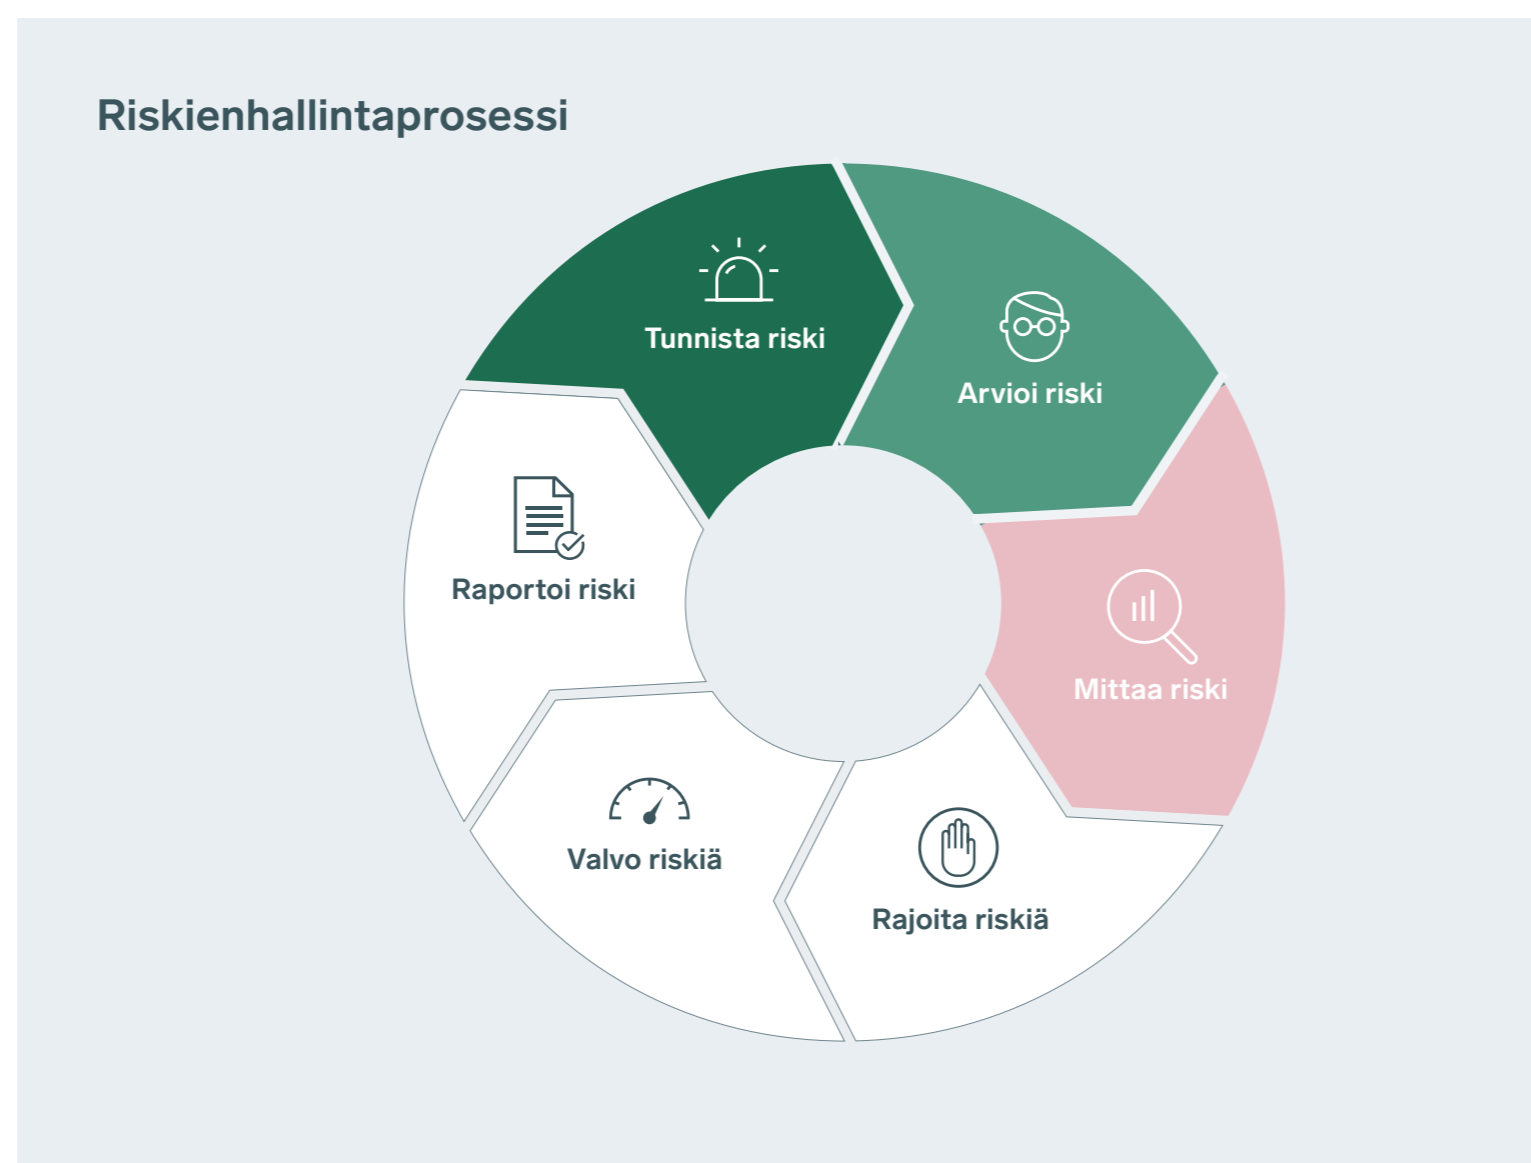 Riskienhallintaprosessi
Tunnista riski
Arvioi riski
Mittaa riski
Rajoita riskiä
Valvo riskiä
Raportoi riski